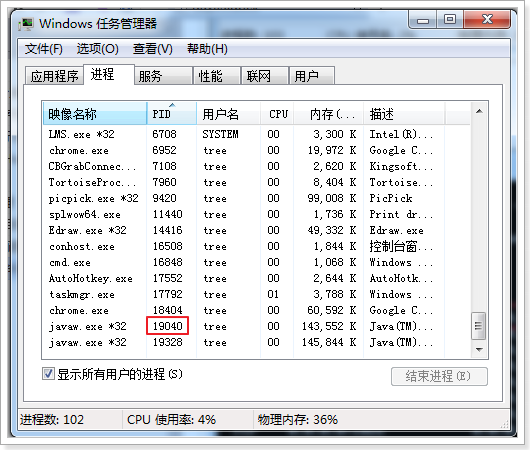 Windows 任务管理器
文件(F) 选项(O) 查看(V) 帮助(H)
应用程序 进程 服务 性能 联网 用户
映像名称 PID 用户名 CPU 内存(... 描述
LMS.exe *32 6708 SYSTEM 00 3,300 K Intel(R)...
chrome.exe 6952 tree 00 19,972 K Google C...
CBGrabConnec... 7108 tree 00 2,620 K Kingsoft...
TortoiseProc... 7960 tree 00 8,404 K Tortoise...
picpick.exe *32 9420 tree 00 99,008 K PicPick
splwow64.exe 11440 tree 00 1,736 K Print dr...
Edraw.exe *32 14416 tree 00 49,332 K Edraw.exe
conhost.exe 16508 tree 00 1,844 K 控制台窗...
cmd.exe 16848 tree 00 1,068 K Windows ...
AutoHotkey.exe 17552 tree 00 2,644 K AutoHotk...
taskmgr.exe 17792 tree 01 3,788 K Windows ...
chrome.exe 18404 tree 00 60,592 K Google C...
javaw.exe *32 19040 tree 00 143,552 K Java(TM)...
javaw.exe *32 19328 tree 00 145,844 K Java(TM)...
显示所有用户的进程(S) 结束进程(E)
进程数: 102 CPU 使用率: 4% 物理内存: 36%